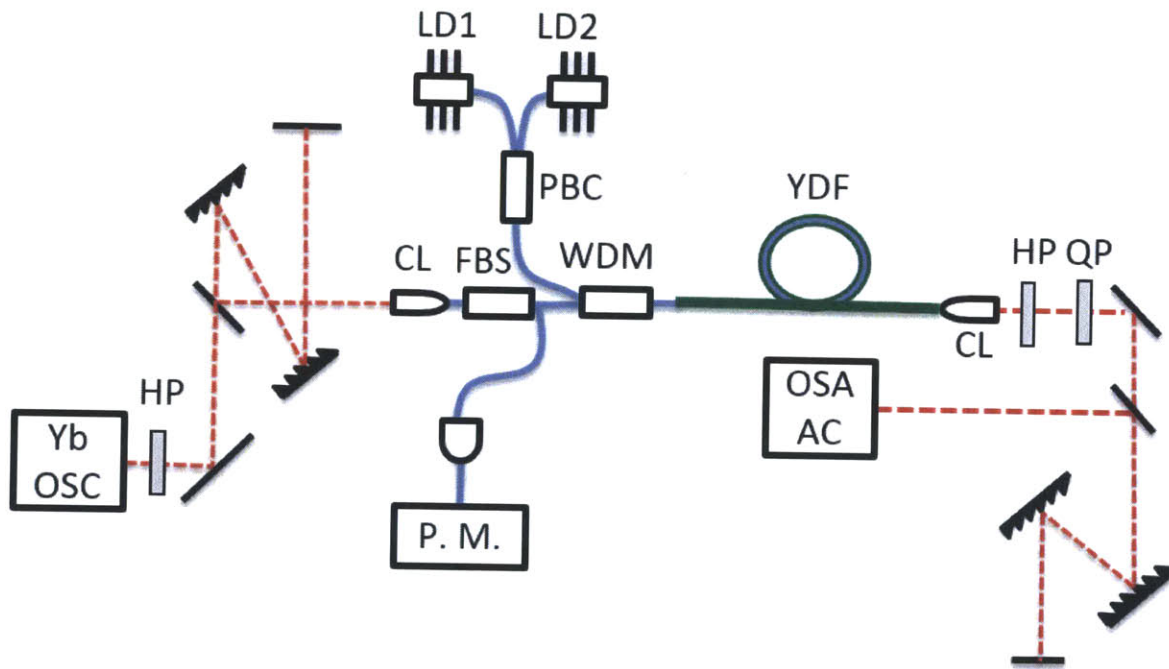 LD1
LD2
PBC
YDF
CL
FBS
WDM
HP
QP
CL
HP
Yb
OSC
OSA
AC
P. M.